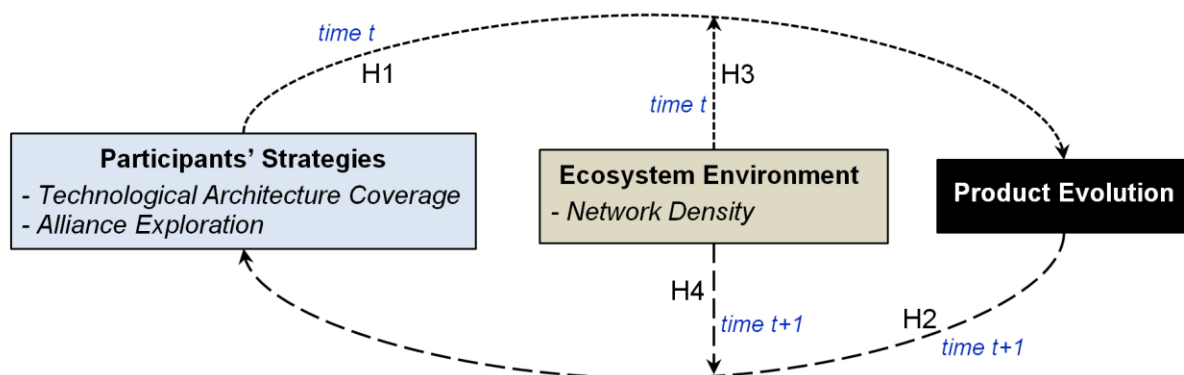 time t
H1
H3
time t
Participants’ Strategies
- Technological Architecture Coverage
- Alliance Exploration
Ecosystem Environment
- Network Density
Product Evolution
H4
time t+1
H2
time t+1